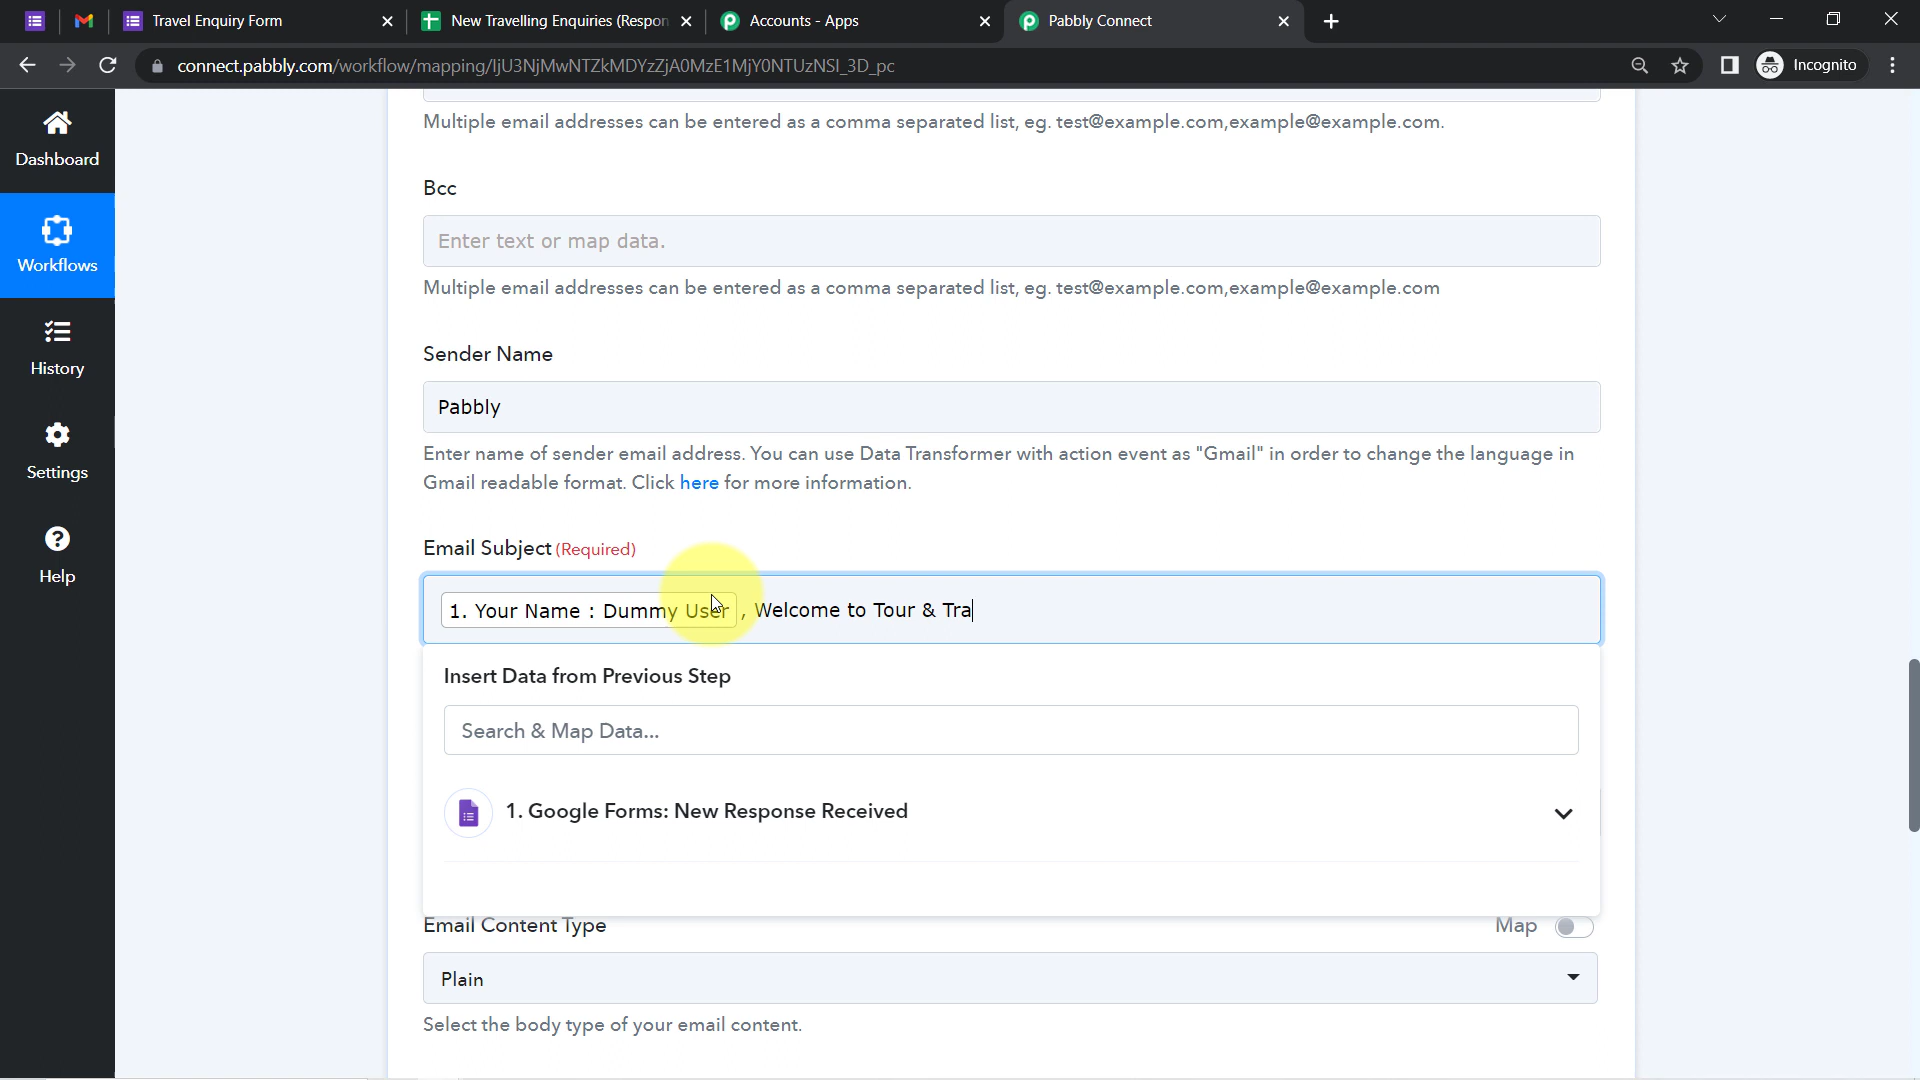 Travel Enquiry Form
New Travelling Enquiries (Respon
Accounts - Apps
Pabbly Connect
connect.pabbly.com/workflow/mapping/IjU3NjMwNTZkMDYzZjA0MzE1MjY0NTUzNSI_3D_pc
Incognito
Dashboard
Workflows
History
Settings
Help
Multiple email addresses can be entered as a comma separated list, eg. test@example.com,example@example.com.
Bcc
Enter text or map data.
Multiple email addresses can be entered as a comma separated list, eg. test@example.com,example@example.com
Sender Name
Pabbly
Enter name of sender email address. You can use Data Transformer with action event as "Gmail" in order to change the language in
Gmail readable format. Click here for more information.
Email Subject (Required)
1. Your Name : Dummy User , Welcome to Tour & Tra
Insert Data from Previous Step
Search & Map Data...
1. Google Forms: New Response Received
Email Content Type
Map
Plain
Select the body type of your email content.